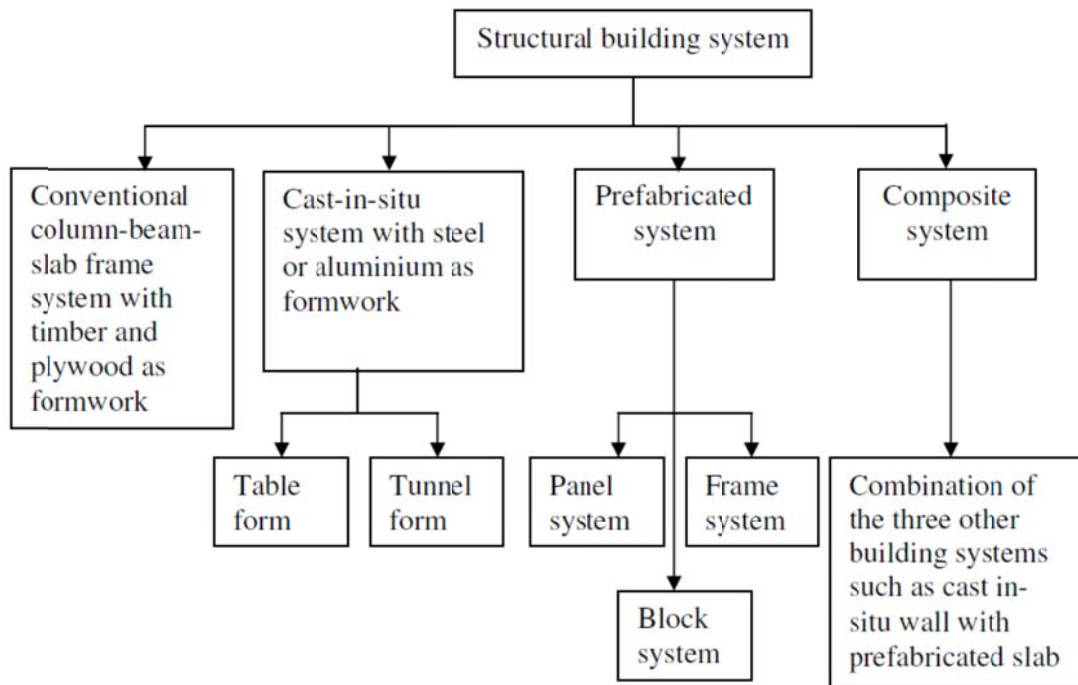 Structural building system
Conventional
column-beam-
slab frame
system with
timber and
plywood as
formwork
Cast-in-situ
system with steel
or aluminium as
formwork
Prefabricated
system
Composite
system
Table
form
Tunnel
form
Panel
system
Frame
system
Block
system
Combination of
the three other
building systems
such as cast in-
situ wall with
prefabricated slab